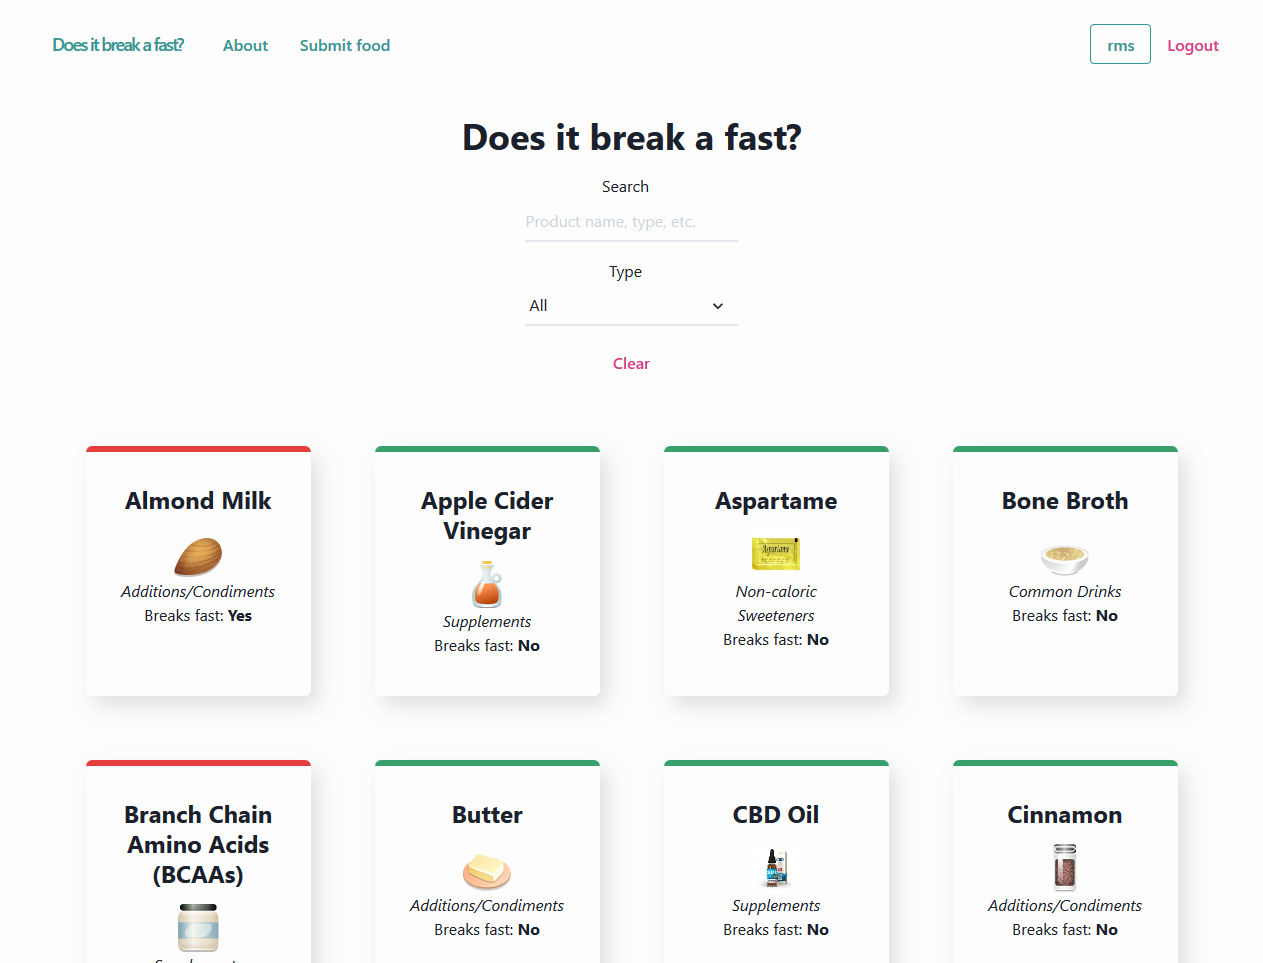 Does it break a fast? About Submit food rms Logout
Does it break a fast?
Search
Product name, type, etc.
Type
All
Clear
Almond Milk
Additions/Condiments
Breaks fast: Yes
Apple Cider
Vinegar
Supplements
Breaks fast: No
Aspartame
Aspartame
Non-caloric
Sweeteners
Breaks fast: No
Bone Broth
Common Drinks
Breaks fast: No
Branch Chain
Amino Acids
(BCAAs)
Butter
Additions/Condiments
Breaks fast: No
CBD Oil
Supplements
Breaks fast: No
Cinnamon
Additions/Condiments
Breaks fast: No